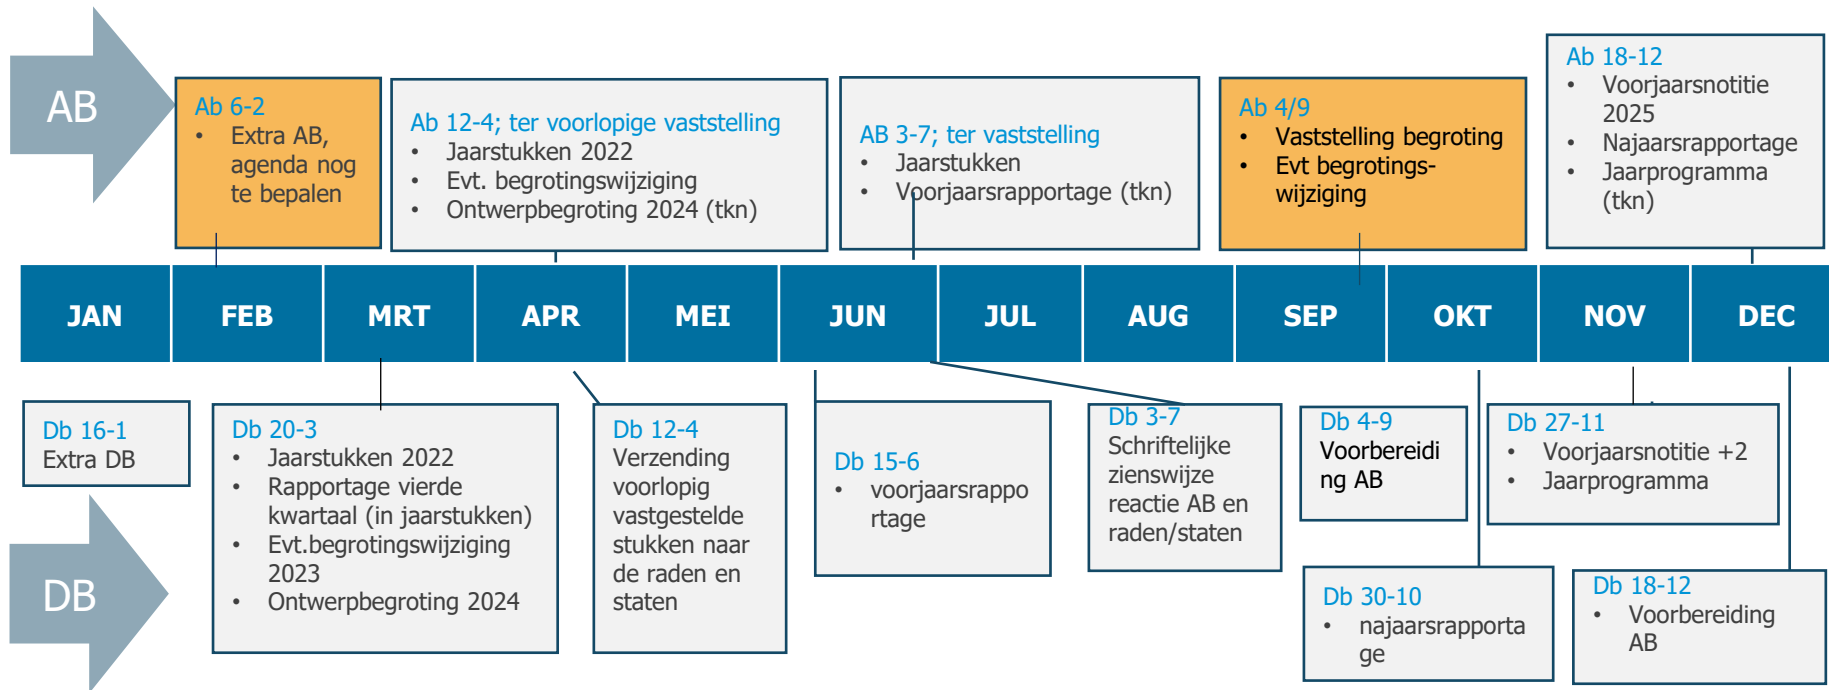 AB
Ab 6-2
• Extra AB,
agenda nog
te bepalen
Ab 12-4; ter voorlopige vaststelling
• Jaarstukken 2022
• Evt. begrotingswijziging
• Ontwerpbegroting 2024 (tkn)
AB 3-7; ter vaststelling
• Jaarstukken
• Voorjaarsrapportage (tkn)
Ab 4/9
• Vaststelling begroting
• Evt begrotings-
wijziging
Ab 18-12
• Voorjaarsnotitie
2025
• Najaarsrapportage
• Jaarprogramma
(tkn)
JAN FEB MRT APR MEI JUN JUL AUG SEP OKT NOV DEC
DB
Db 16-1
Extra DB
Db 20-3
• Jaarstukken 2022
• Rapportage vierde
kwartaal (in jaarstukken)
• Evt.begrotingswijziging
2023
• Ontwerpbegroting 2024
Db 12-4
Verzending
voorlopig
vastgestelde
stukken naar
de raden en
staten
Db 15-6
• voorjaarsrappo
rtage
Db 3-7
Schriftelijke
zienswijze
reactie AB en
raden/staten
Db 4-9
Voorbereidi
ng AB
Db 30-10
• najaarsrapporta
ge
Db 27-11
• Voorjaarsnotitie +2
• Jaarprogramma
Db 18-12
• Voorbereiding
AB